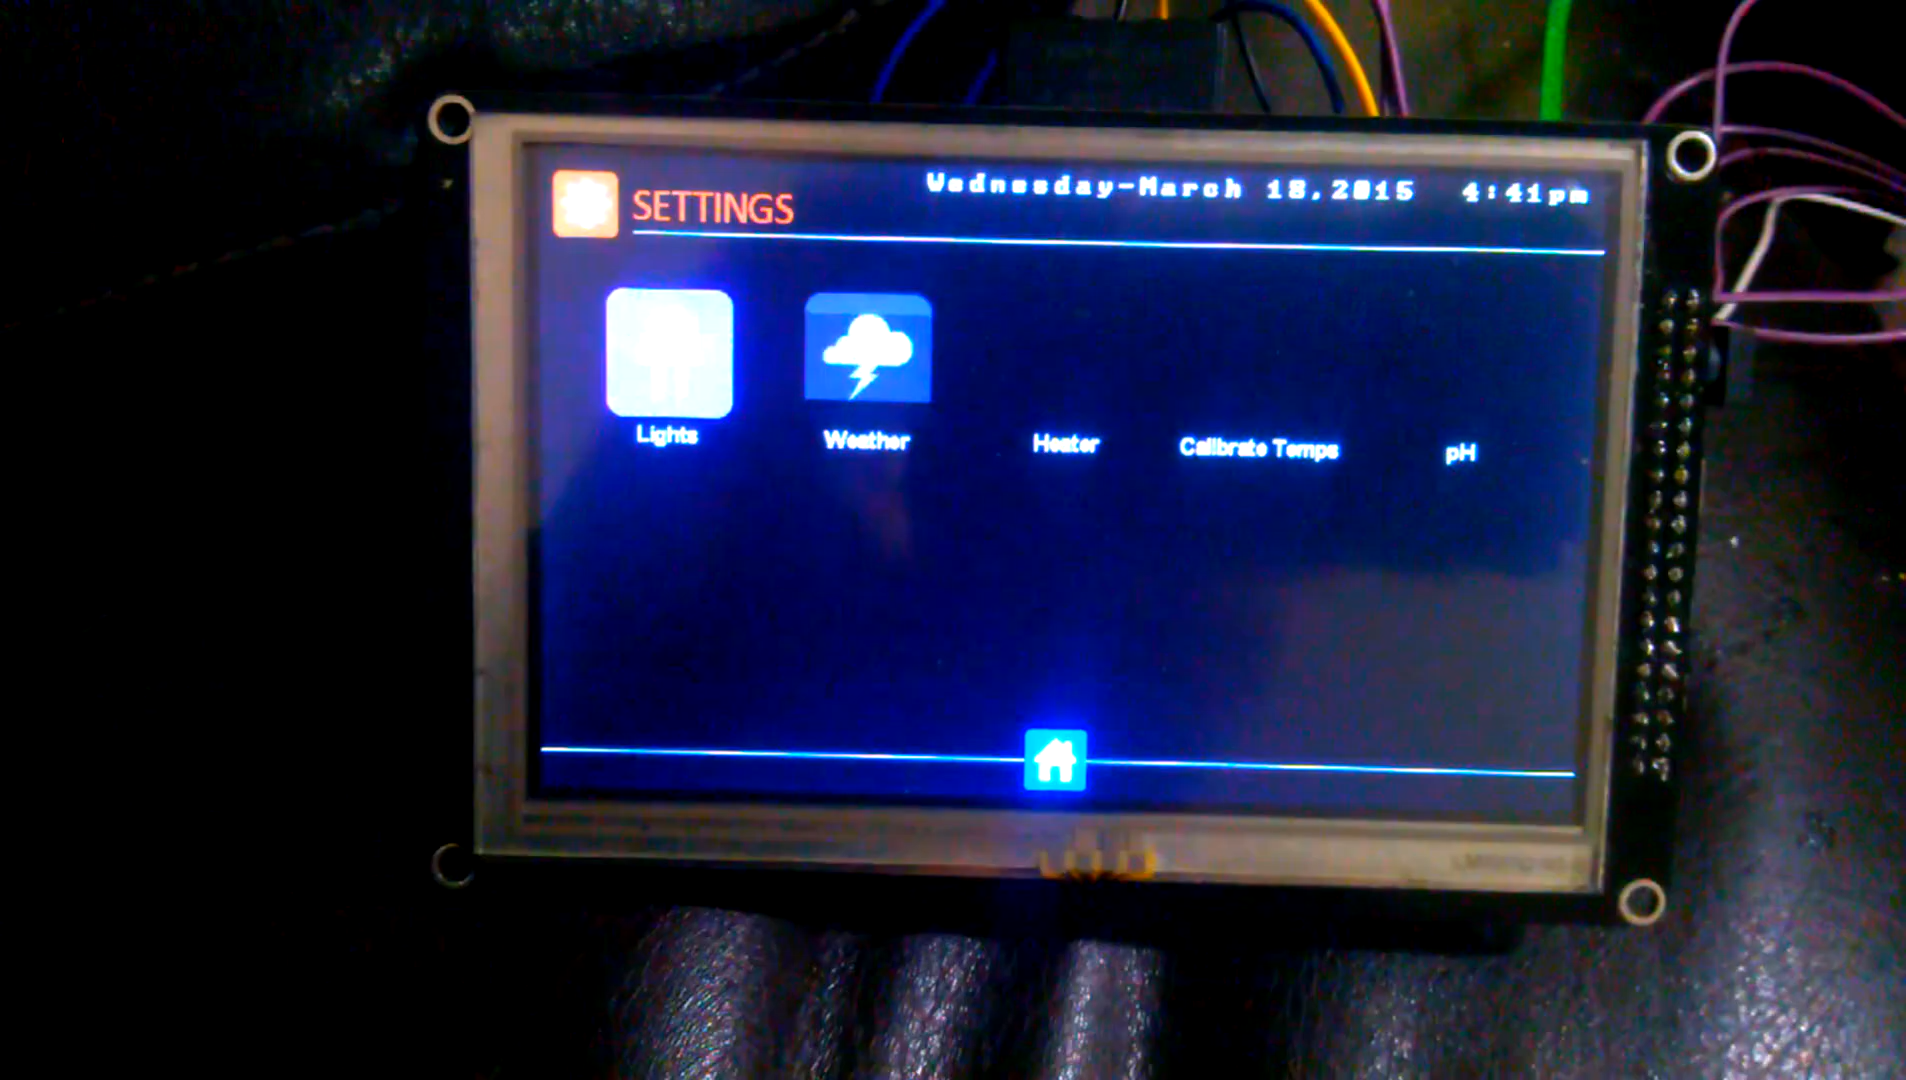 SETTINGS
Wednesday-March 18,2015 4:41pm
Lights
Weather
Heater
Calibrate Temps
pH